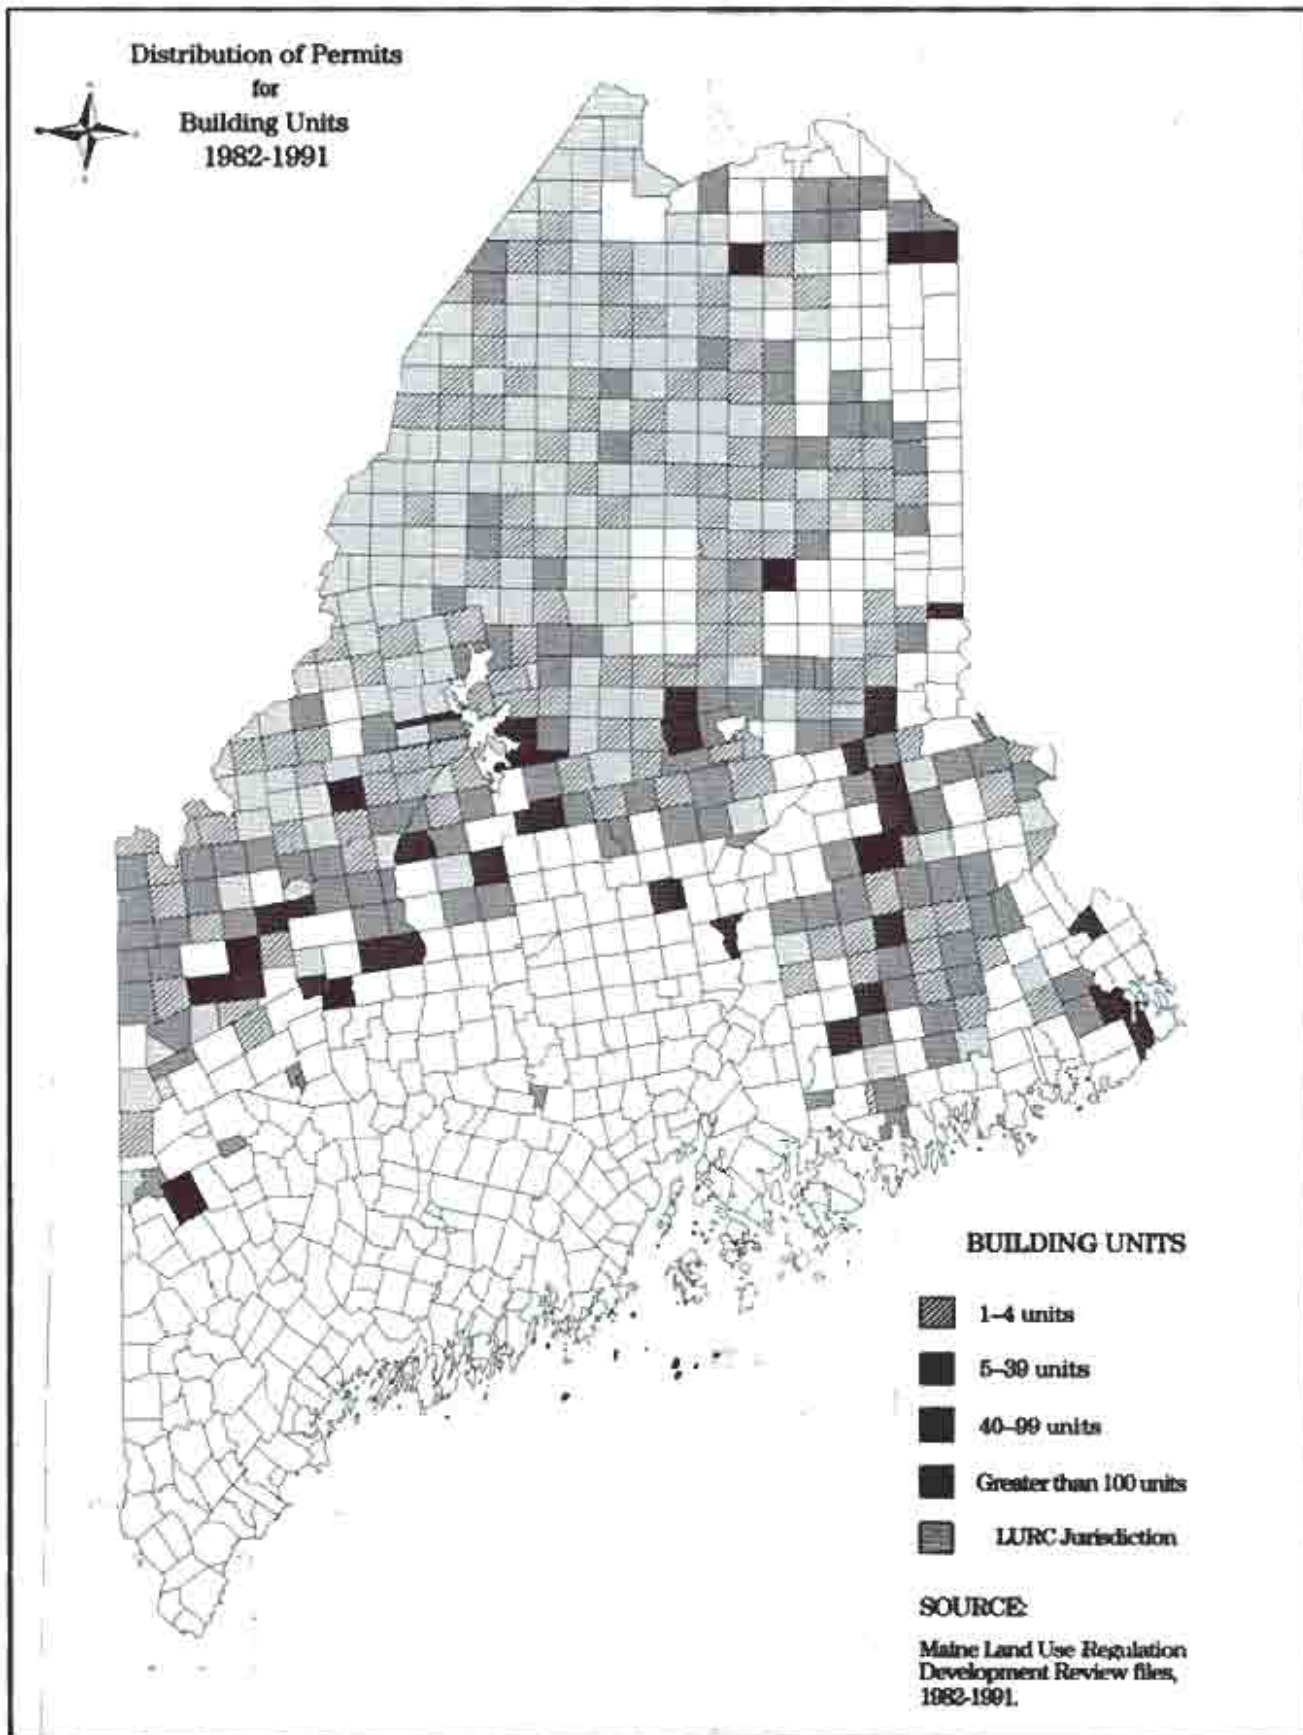 Distribution of Permits
for
Building Units
1982-1991
BUILDING UNITS
1–4 units
5–39 units
40–99 units
Greater than 100 units
LURC Jurisdiction
SOURCE:
Maine Land Use Regulation
Development Review files,
1982-1991.